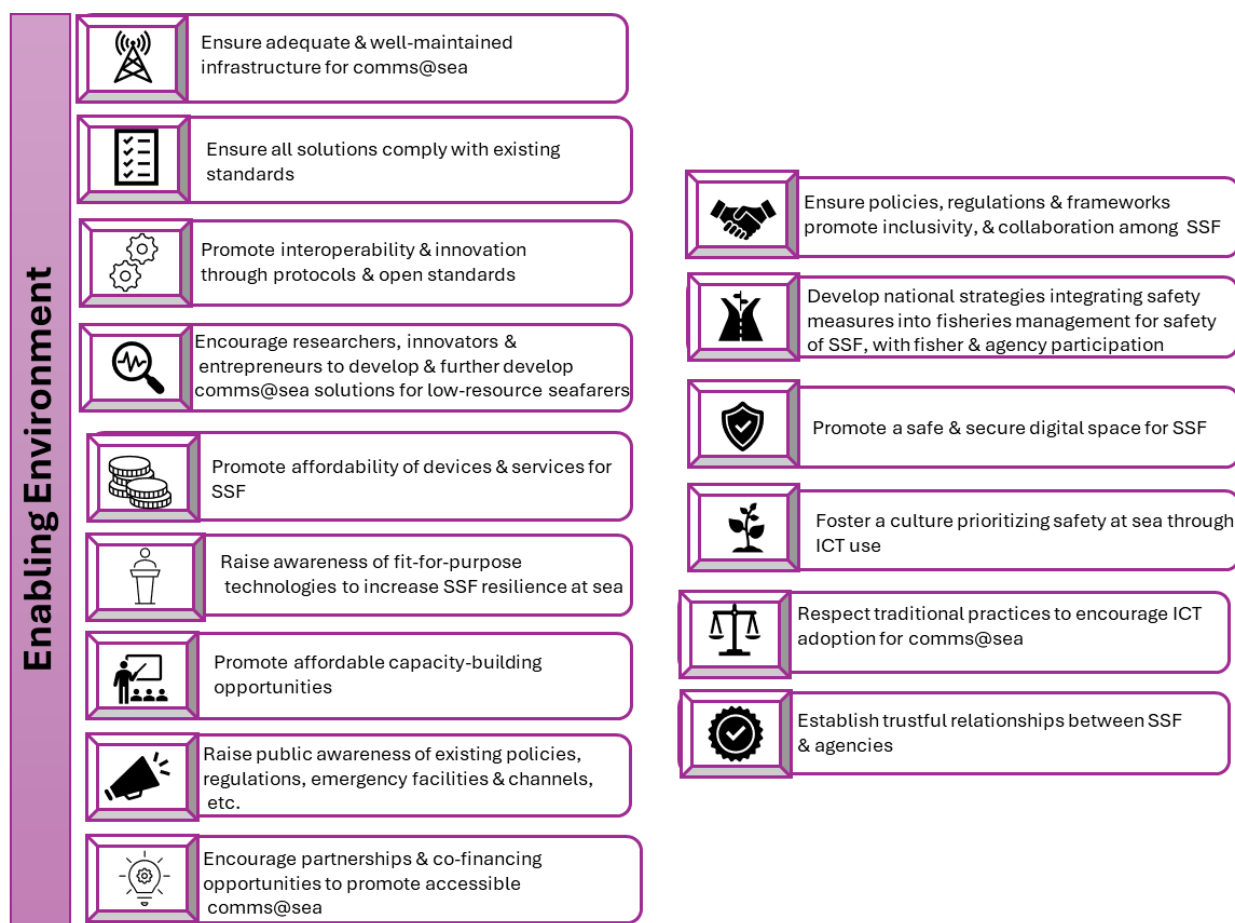 Enabling Environment
Ensure adequate & well-maintained
infrastructure for comms@sea
Ensure all solutions comply with existing
standards
Promote interoperability & innovation
through protocols & open standards
Encourage researchers, innovators &
entrepreneurs to develop & further develop
comms@sea solutions for low-resource seafarers
Promote affordability of devices & services for
SSF
Raise awareness of fit-for-purpose
technologies to increase SSF resilience at sea
Promote affordable capacity-building
opportunities
Raise public awareness of existing policies,
regulations, emergency facilities & channels,
etc.
Encourage partnerships & co-financing
opportunities to promote accessible
comms@sea
Ensure policies, regulations & frameworks
promote inclusivity, & collaboration among SSF
Develop national strategies integrating safety
measures into fisheries management for safety
of SSF, with fisher & agency participation
Promote a safe & secure digital space for SSF
Foster a culture prioritizing safety at sea through
ICT use
Respect traditional practices to encourage ICT
adoption for comms@sea
Establish trustful relationships between SSF
& agencies